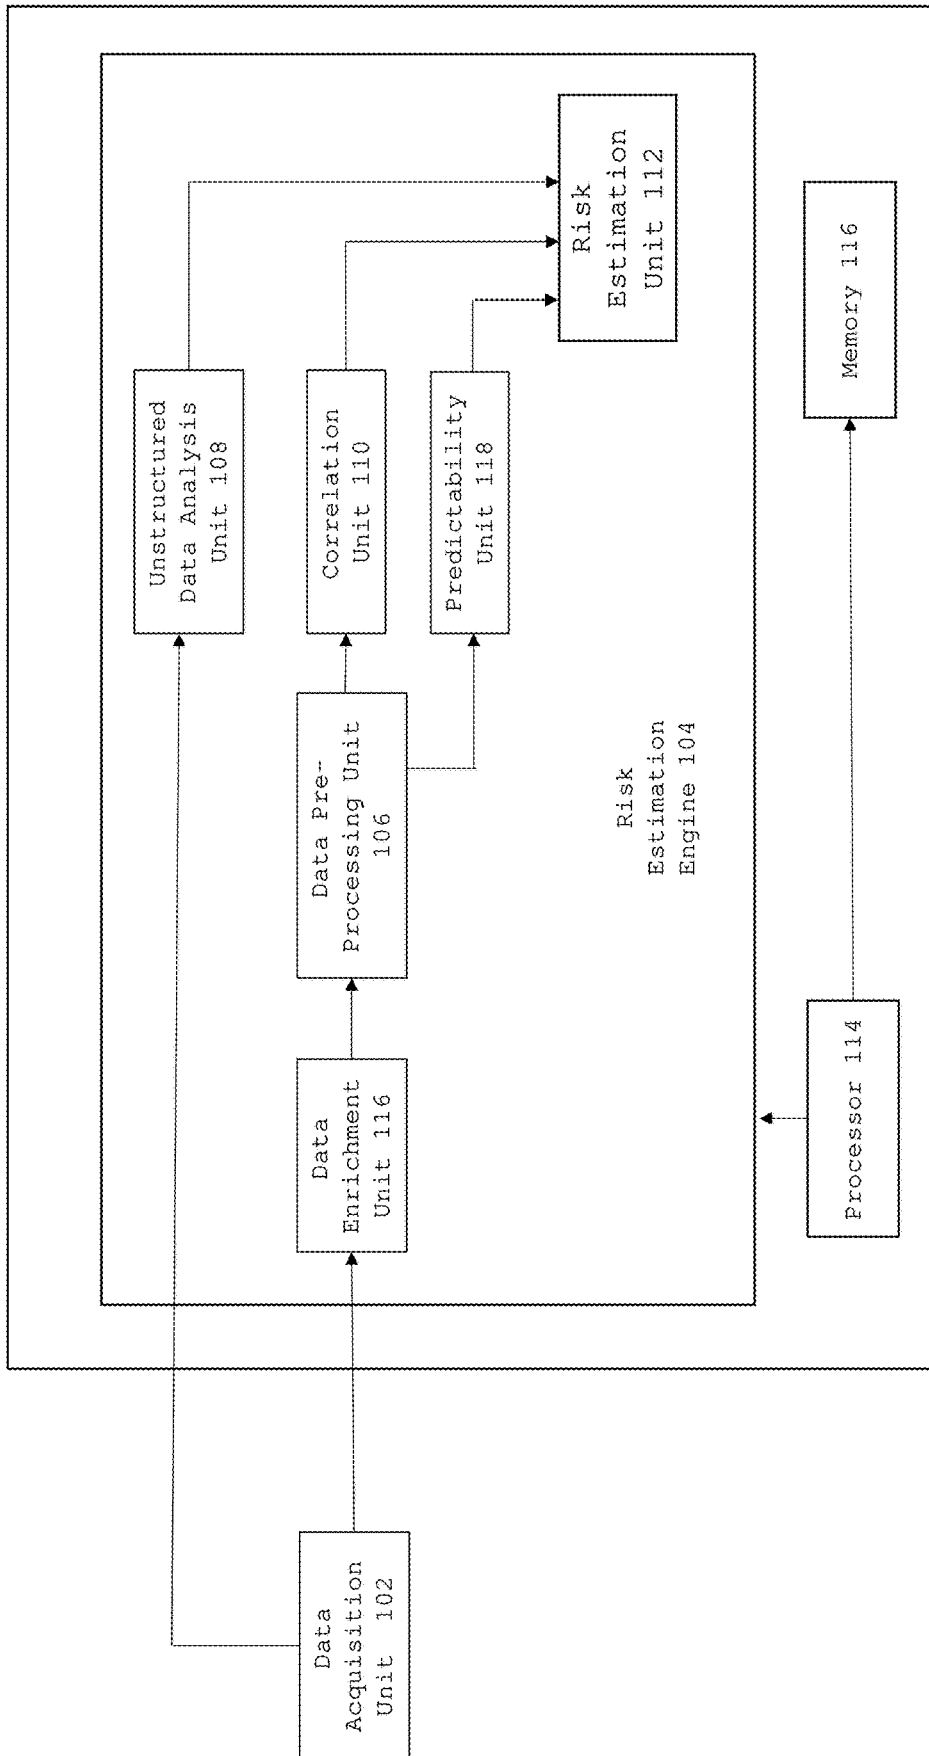 Data
Acquisition
Unit 102
Data
Enrichment
Unit 116
Data Pre-
Processing Unit
106
Unstructured
Data Analysis
Unit 108
Correlation
Unit 110
Predictability
Unit 118
Risk
Estimation
Unit 112
Risk
Estimation
Engine 104
Processor 114
Memory 116